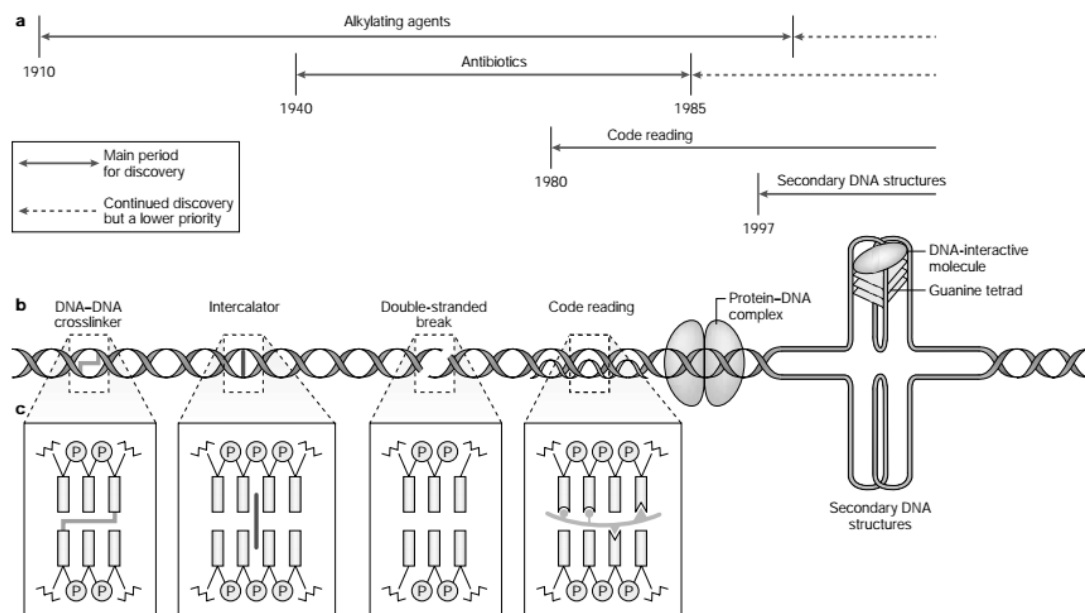 a
Alkylating agents
1910
Antibiotics
1940
1985
Code reading
1980
Main period
for discovery
Continued discovery
but a lower priority
Secondary DNA structures
1997
DNA-interactive
molecule
Guanine tetrad
b
DNA–DNA
crosslinker
Intercalator
Double-stranded
break
Code reading
Protein–DNA
complex
c
P P
P P P
P P
P P P
P P
P P P
P P
P P P
Secondary DNA
structures